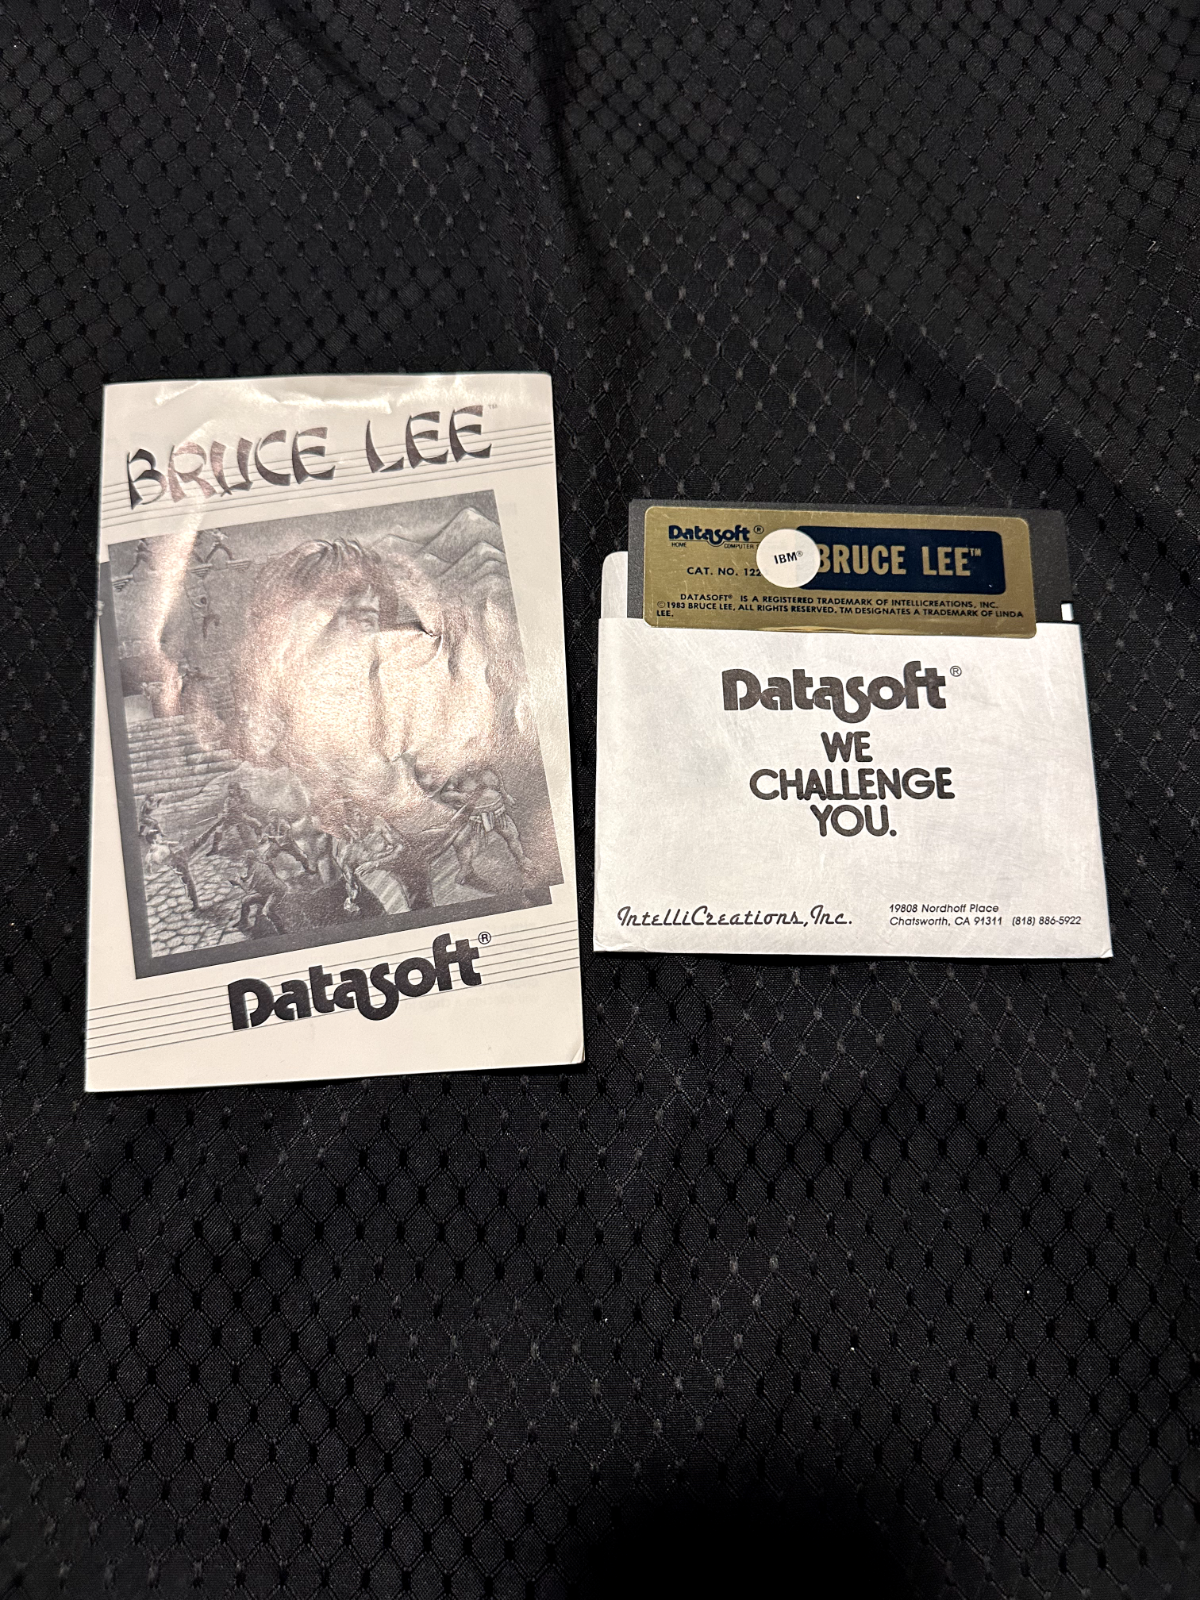 BRUCE LEE™
Datasoft®
Datasoft®
HOME COMPUTER
IBM®
BRUCE LEE™
CAT. NO. 122
DATASOFT® IS A REGISTERED TRADEMARK OF INTELLICREATIONS, INC.
©1983 BRUCE LEE, ALL RIGHTS RESERVED. TM DESIGNATES A TRADEMARK OF LINDA
LEE.
Datasoft®
WE
CHALLENGE
YOU.
IntelliCreations, Inc.
19808 Nordhoff Place
Chatsworth, CA 91311 (818) 886-5922